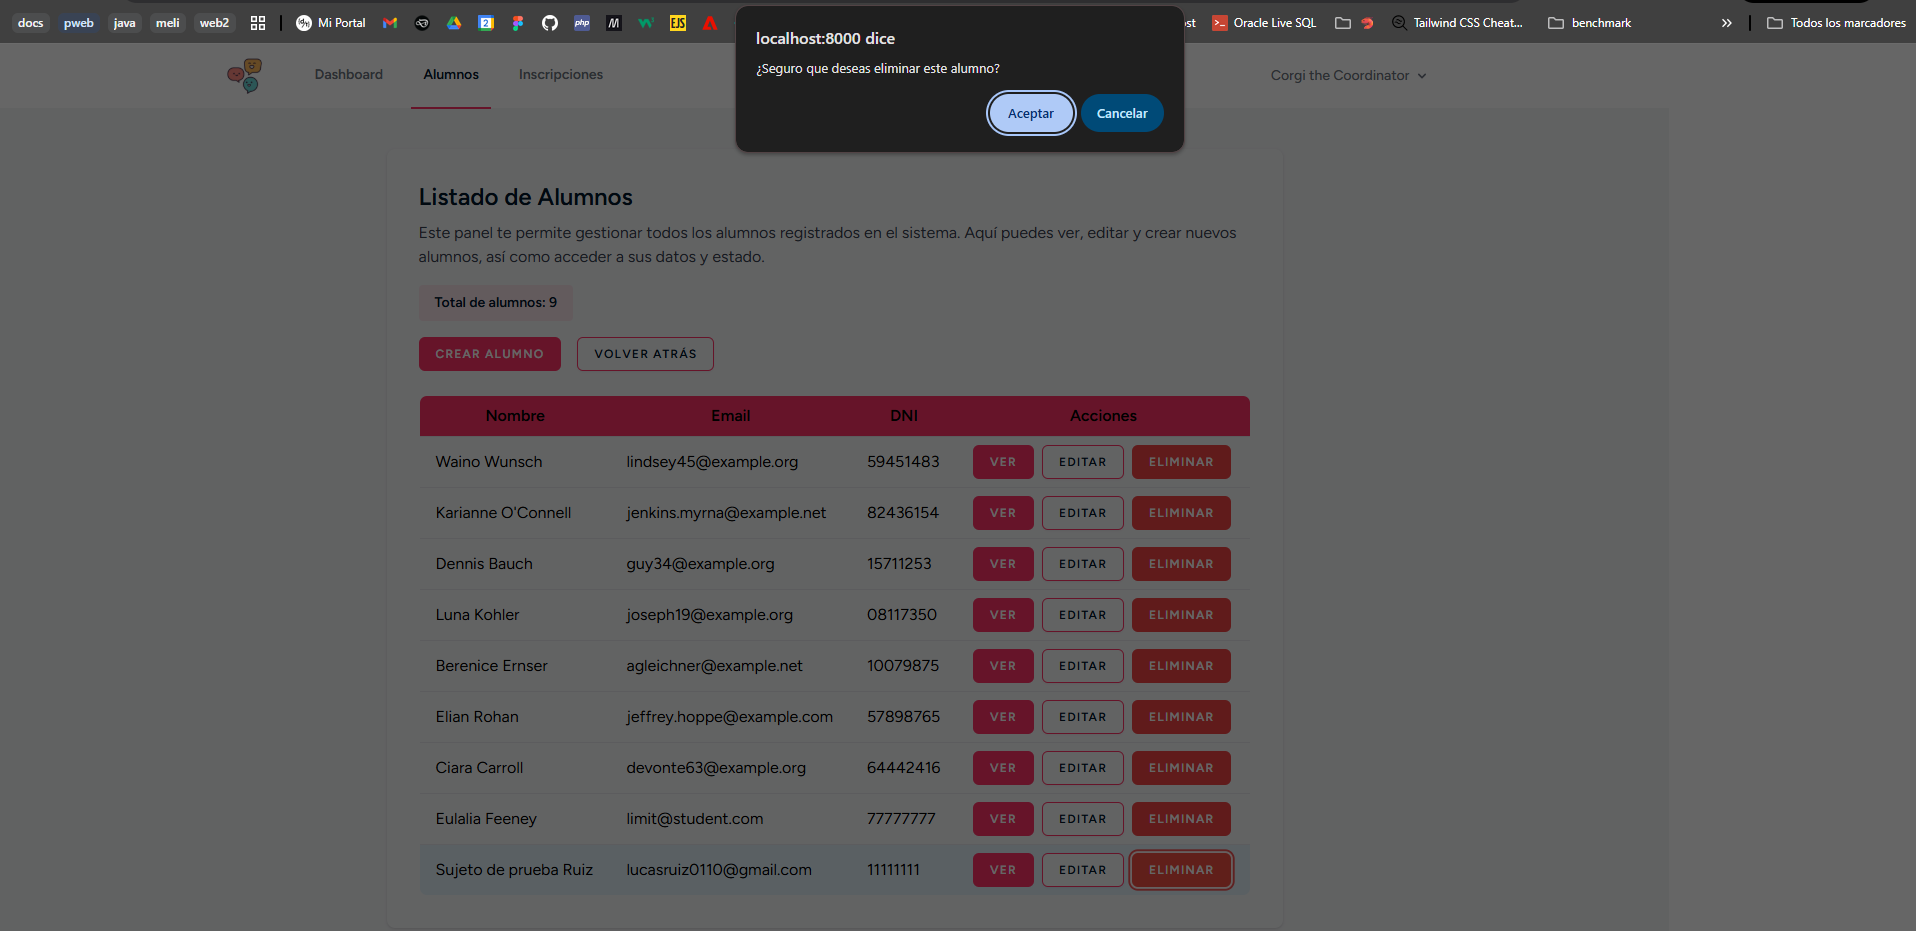 docs pweb java meli web2 Mi Portal php EJS st Oracle Live SQL Tailwind CSS Cheat... benchmark » Todos los marcadores
localhost:8000 dice
¿Seguro que deseas eliminar este alumno?
Aceptar Cancelar
Dashboard Alumnos Inscripciones Corgi the Coordinator
Listado de Alumnos
Este panel te permite gestionar todos los alumnos registrados en el sistema. Aquí puedes ver, editar y crear nuevos
alumnos, así como acceder a sus datos y estado.
Total de alumnos: 9
CREAR ALUMNO VOLVER ATRÁS
Nombre Email DNI Acciones
Waino Wunsch lindsey45@example.org 59451483 VER EDITAR ELIMINAR
Karianne O'Connell jenkins.myrna@example.net 82436154 VER EDITAR ELIMINAR
Dennis Bauch guy34@example.org 15711253 VER EDITAR ELIMINAR
Luna Kohler joseph19@example.org 08117350 VER EDITAR ELIMINAR
Berenice Ernser agleichner@example.net 10079875 VER EDITAR ELIMINAR
Elian Rohan jeffrey.hoppe@example.com 57898765 VER EDITAR ELIMINAR
Ciara Carroll devonte63@example.org 64442416 VER EDITAR ELIMINAR
Eulalia Feeney limit@student.com 77777777 VER EDITAR ELIMINAR
Sujeto de prueba Ruiz lucasruiz0110@gmail.com 11111111 VER EDITAR ELIMINAR